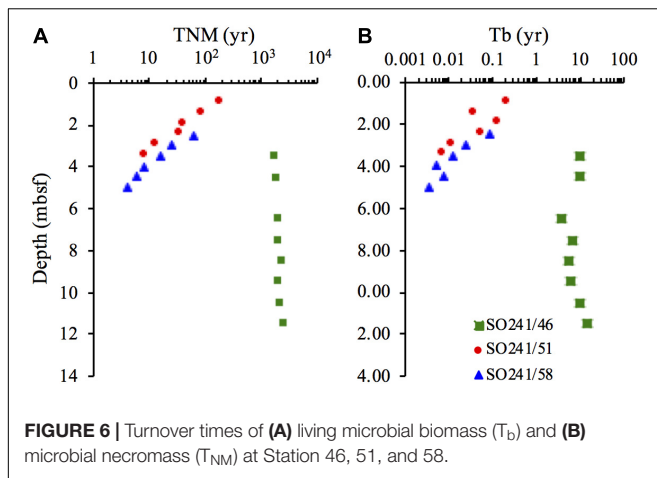 A
TNM (yr)
1 10 10² 10³ 10⁴
0
2
4
6
8
10
12
14
Depth (mbsf)
B
Tb (yr)
0.001 0.01 0.1 1 10 100
0.00
2.00
4.00
6.00
8.00
0.00
2.00
4.00
SO241/46
SO241/51
SO241/58
FIGURE 6 | Turnover times of (A) living microbial biomass (Tb) and (B)
microbial necromass (TNM) at Station 46, 51, and 58.